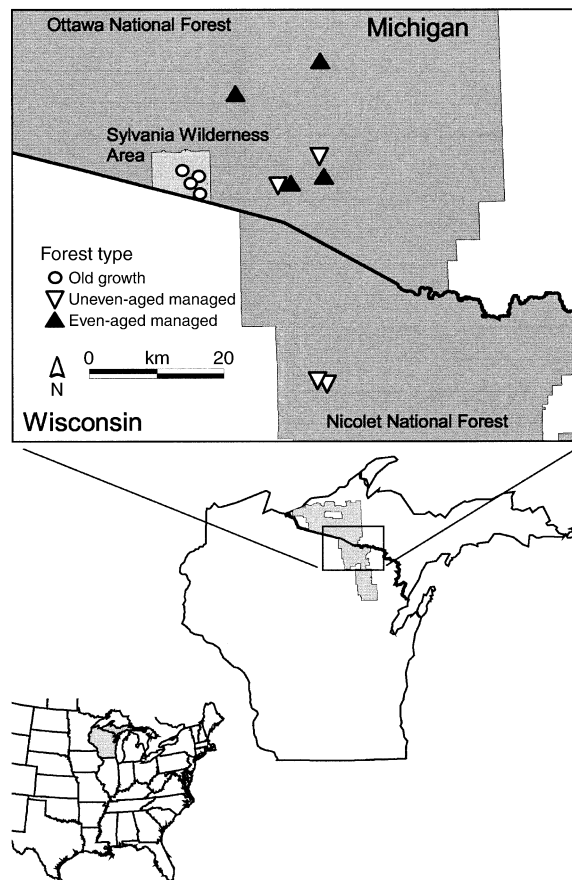 Ottawa National Forest
Michigan
Sylvania Wilderness
Area
Forest type
Old growth
Uneven-aged managed
Even-aged managed
0 km 20
N
Wisconsin
Nicolet National Forest